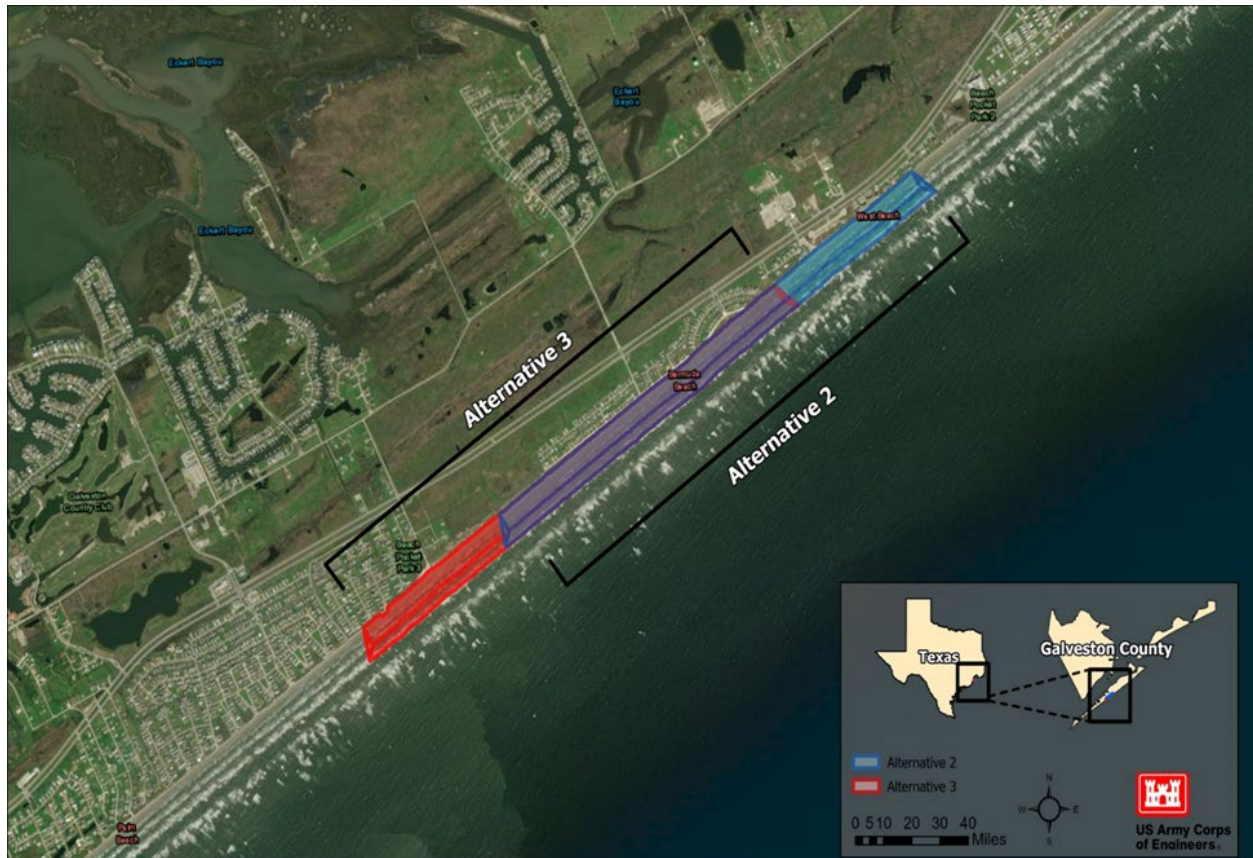 Eckert Bayou
Eckert
Bayou
Beach
Pocket
Park 2
West Beach
Eckert Bayou
Alternative 3
Bermuda
Beach
Alternative 2
Galveston
Country Club
Beach
Pocket
Park 3
Palm
Beach
Texas
Galveston County
Alternative 2
Alternative 3
N
W
E
S
0 5 10 20 30 40
Miles
US Army Corps
of Engineers®